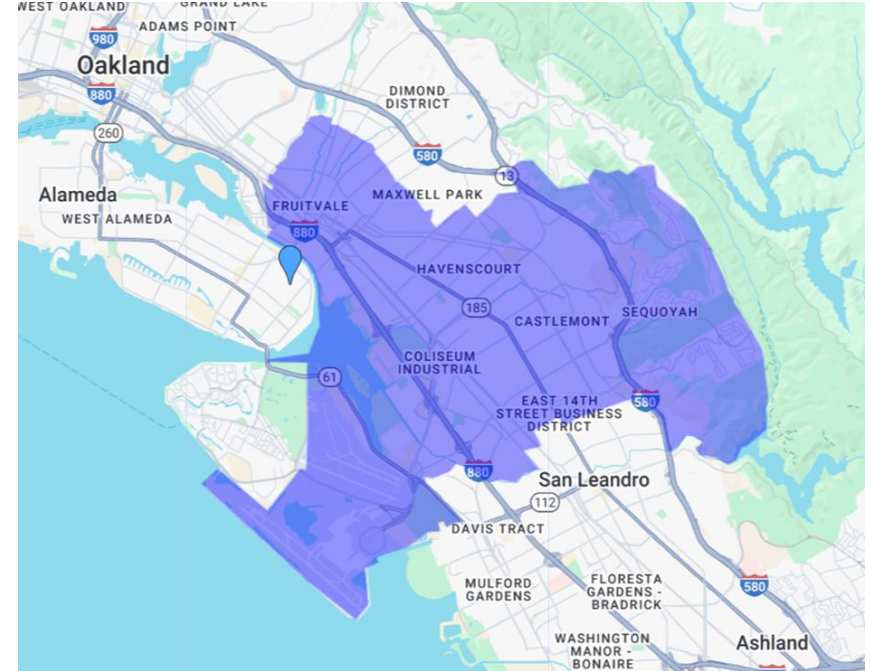 WEST OAKLAND
GRAND LAKE
ADAMS POINT
980
Oakland
880
260
DIMOND
DISTRICT
580
13
Alameda
WEST ALAMEDA
MAXWELL PARK
FRUITVALE
880
HAVENSCOURT
185
CASTLEMONT
SEQUOYAH
COLISEUM
INDUSTRIAL
61
EAST 14TH
STREET BUSINESS
DISTRICT
580
880
San Leandro
112
DAVIS TRACT
MULFORD
GARDENS
FLORESTA
GARDENS -
BRADRICK
580
WASHINGTON
MANOR -
BONAIRE
Ashland